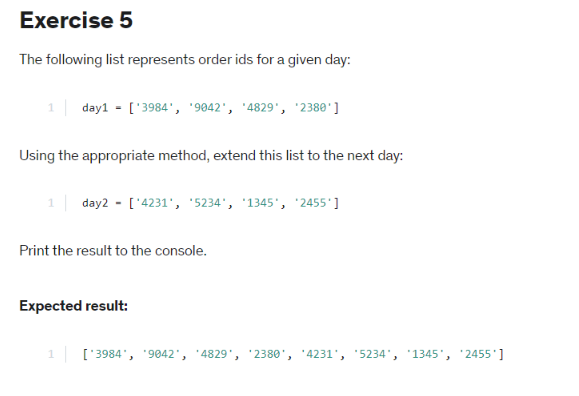 Exercise 5
The following list represents order ids for a given day:
1 day1 = ['3984', '9042', '4829', '2380']
Using the appropriate method, extend this list to the next day:
1 day2 = ['4231', '5234', '1345', '2455']
Print the result to the console.
Expected result:
1 ['3984', '9042', '4829', '2380', '4231', '5234', '1345', '2455']